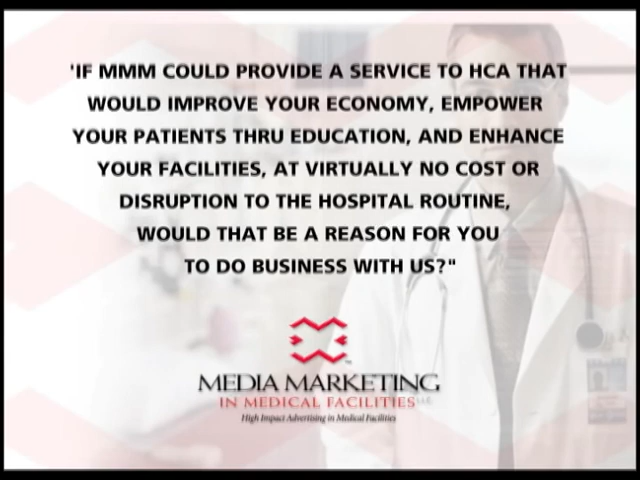 'IF MMM COULD PROVIDE A SERVICE TO HCA THAT
WOULD IMPROVE YOUR ECONOMY, EMPOWER
YOUR PATIENTS THRU EDUCATION, AND ENHANCE
YOUR FACILITIES, AT VIRTUALLY NO COST OR
DISRUPTION TO THE HOSPITAL ROUTINE,
WOULD THAT BE A REASON FOR YOU
TO DO BUSINESS WITH US?"
MEDIA MARKETING
IN MEDICAL FACILITIES LLC
High Impact Advertising in Medical Facilities